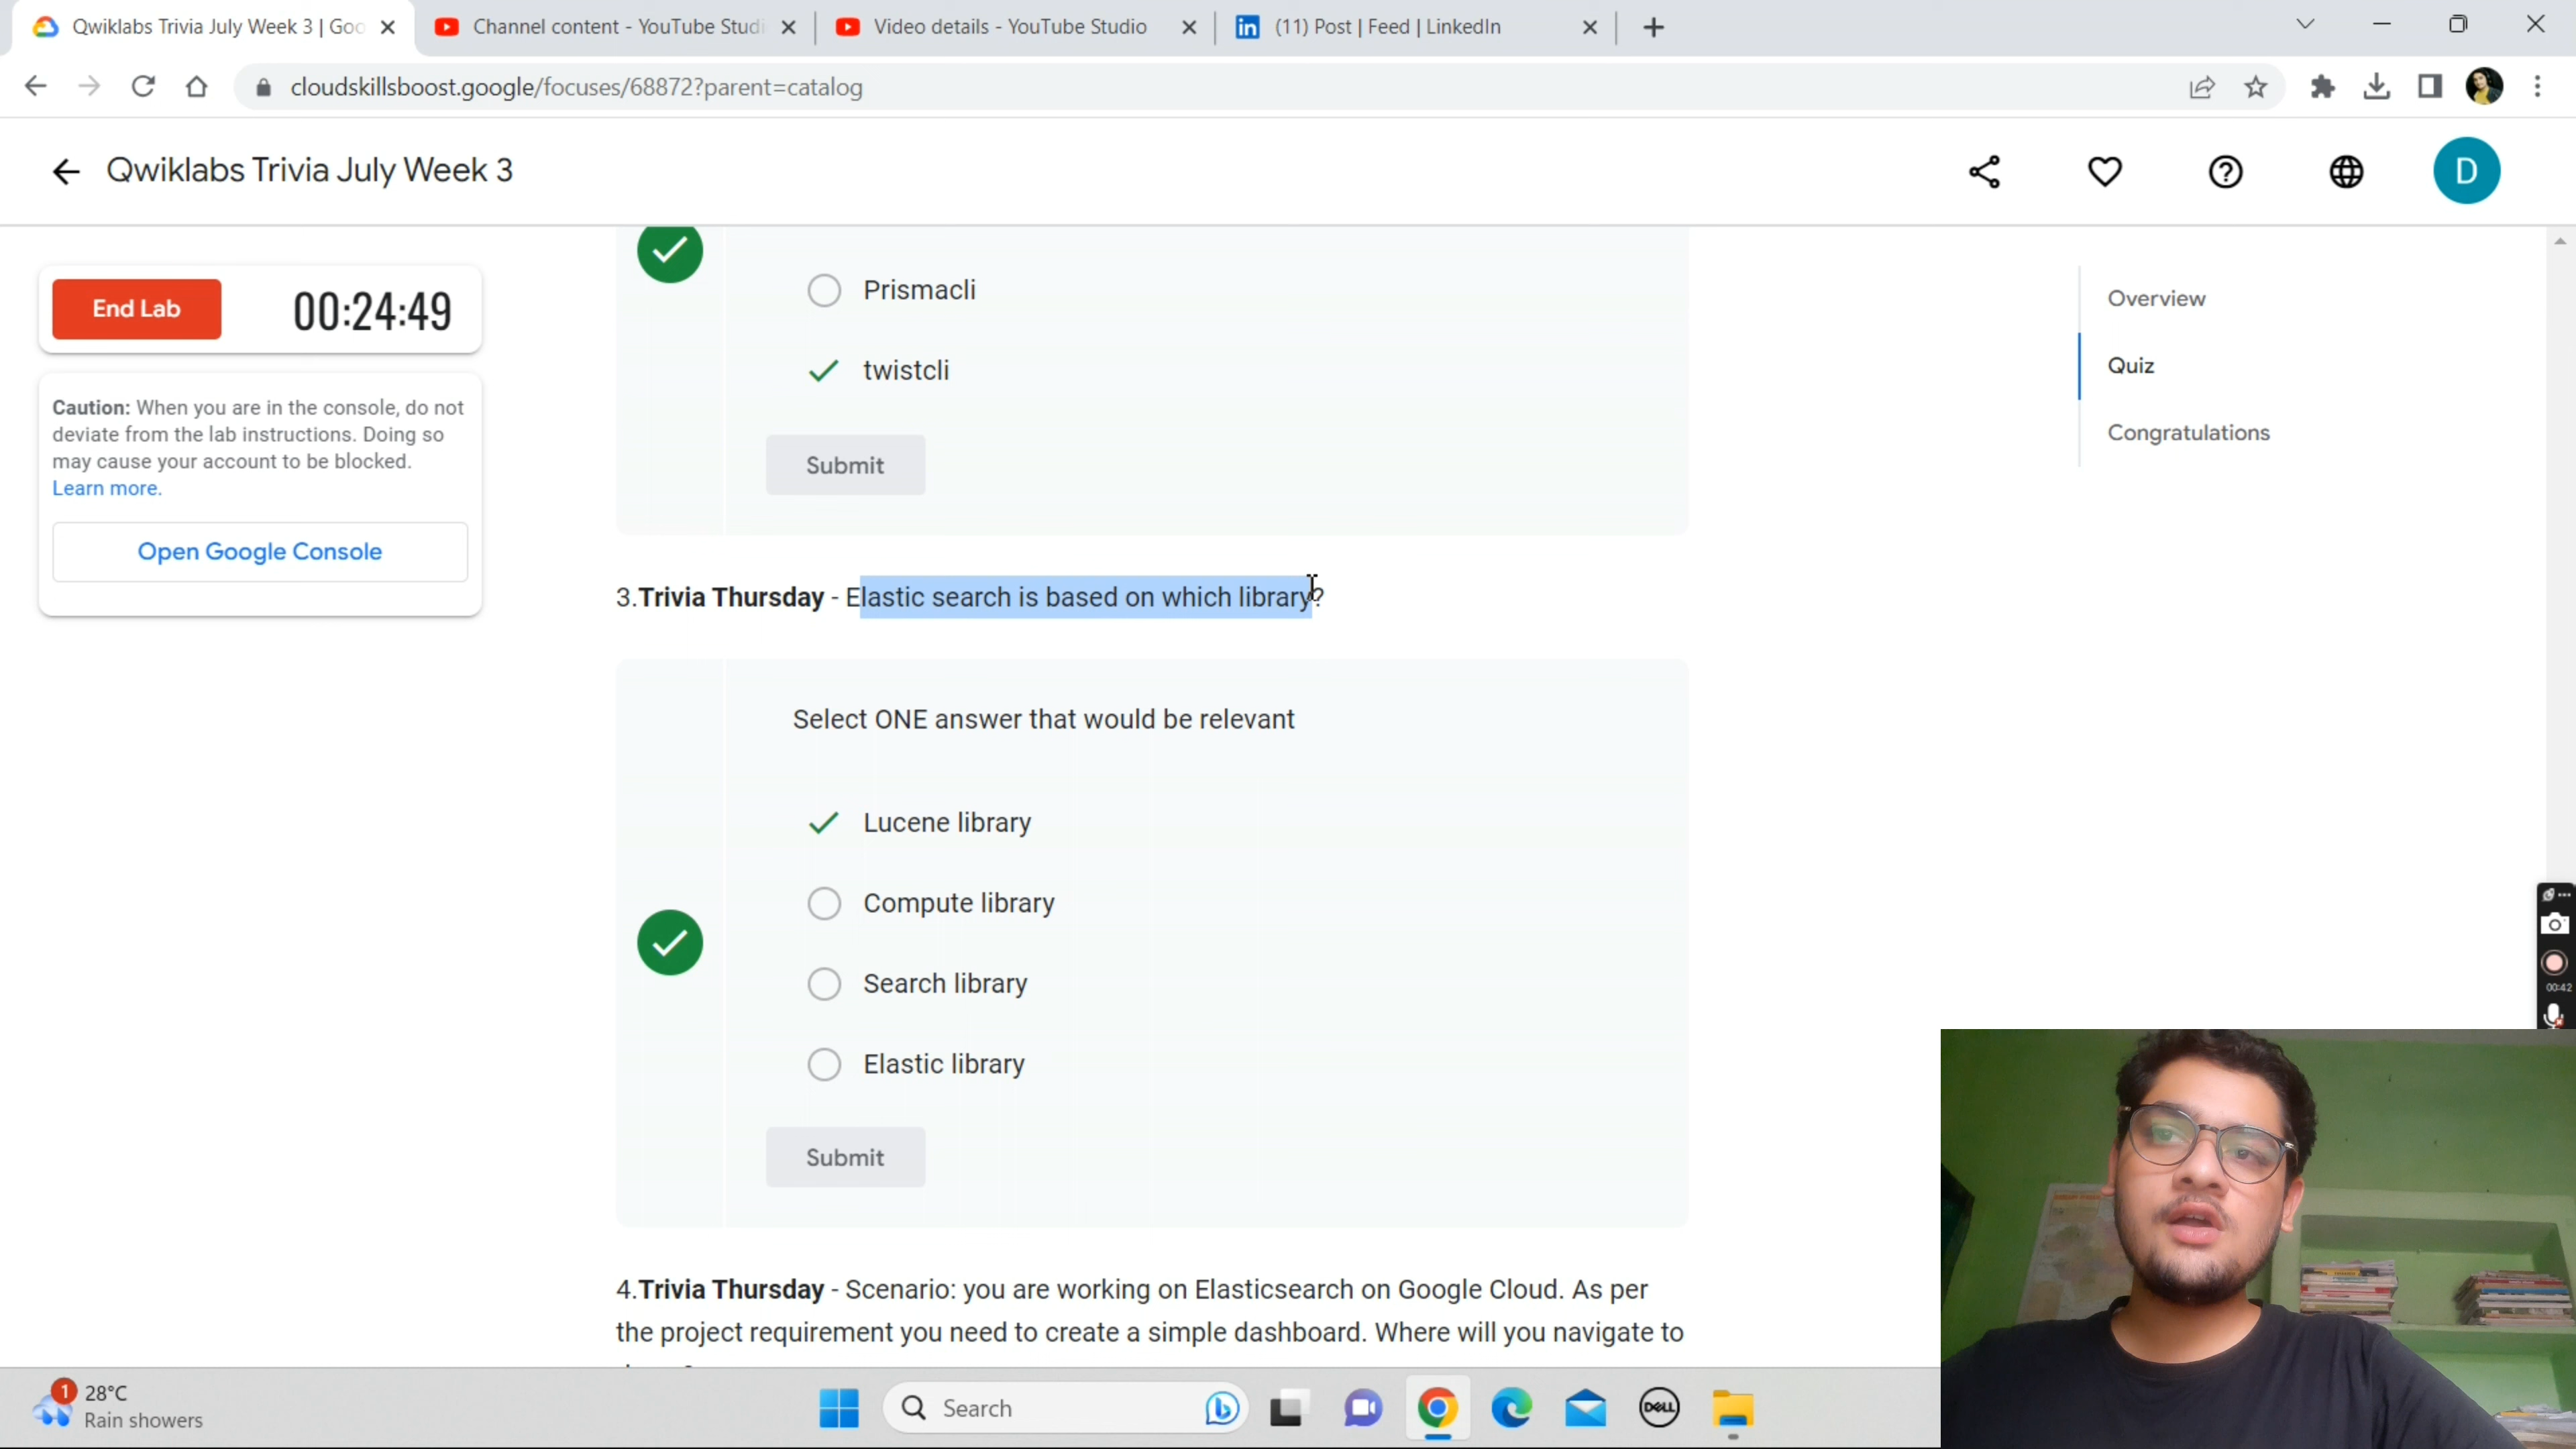 Qwiklabs Trivia July Week 3 | Goo
Channel content - YouTube Studi
Video details - YouTube Studio
(11) Post | Feed | LinkedIn
cloudskillsboost.google/focuses/68872?parent=catalog
Qwiklabs Trivia July Week 3
D
End Lab
00:24:49
Caution: When you are in the console, do not
deviate from the lab instructions. Doing so
may cause your account to be blocked.
Learn more.
Open Google Console
Prismacli
twistcli
Submit
3.Trivia Thursday - Elastic search is based on which library?
Select ONE answer that would be relevant
Lucene library
Compute library
Search library
Elastic library
Submit
4.Trivia Thursday - Scenario: you are working on Elasticsearch on Google Cloud. As per
the project requirement you need to create a simple dashboard. Where will you navigate to
Overview
Quiz
Congratulations
00:42
1
28°C
Rain showers
Search
DELL